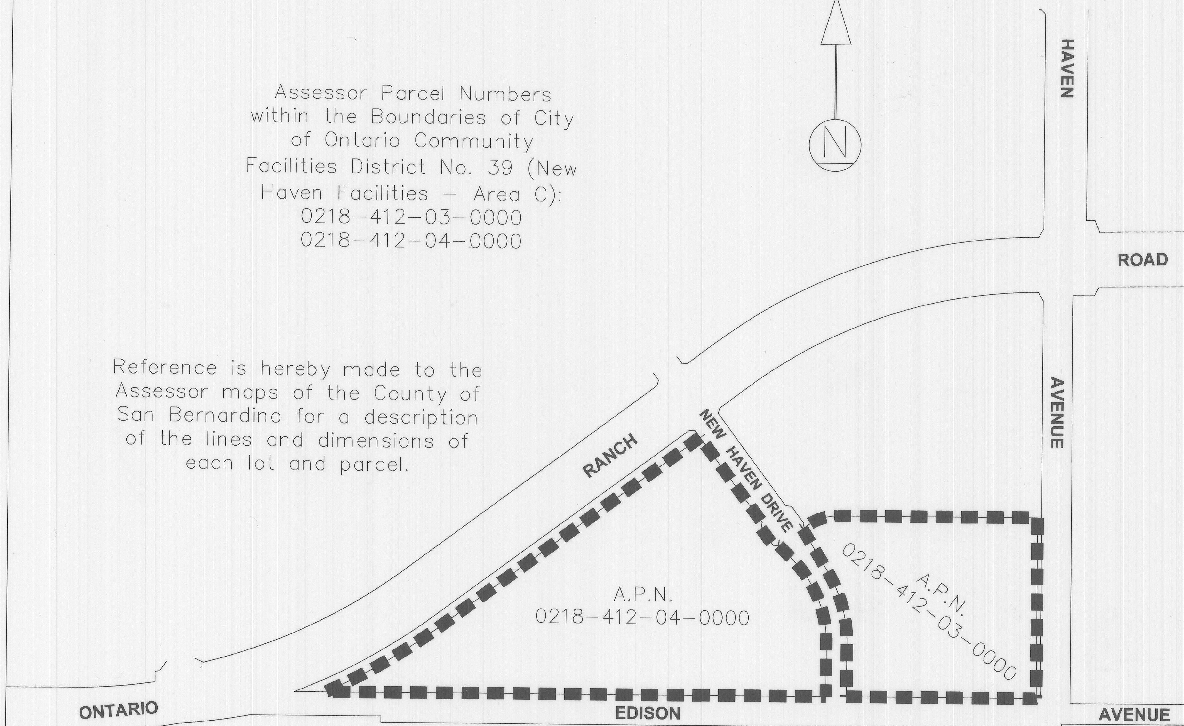 HAVEN
Assessor Parcel Numbers
within the Boundaries of City
of Ontario Community
Facilities District No. 39 (New
Haven Facilities - Area C):
0218-412-03-0000
0218-412-04-0000
N
ROAD
Reference is hereby made to the
Assessor maps of the County of
San Bernardino for a description
of the lines and dimensions of
each lot and parcel.
AVENUE
RANCH
NEW HAVEN DRIVE
A.P.N.
0218-412-04-0000
A.P.N.
0218-412-03-0000
ONTARIO
EDISON
AVENUE